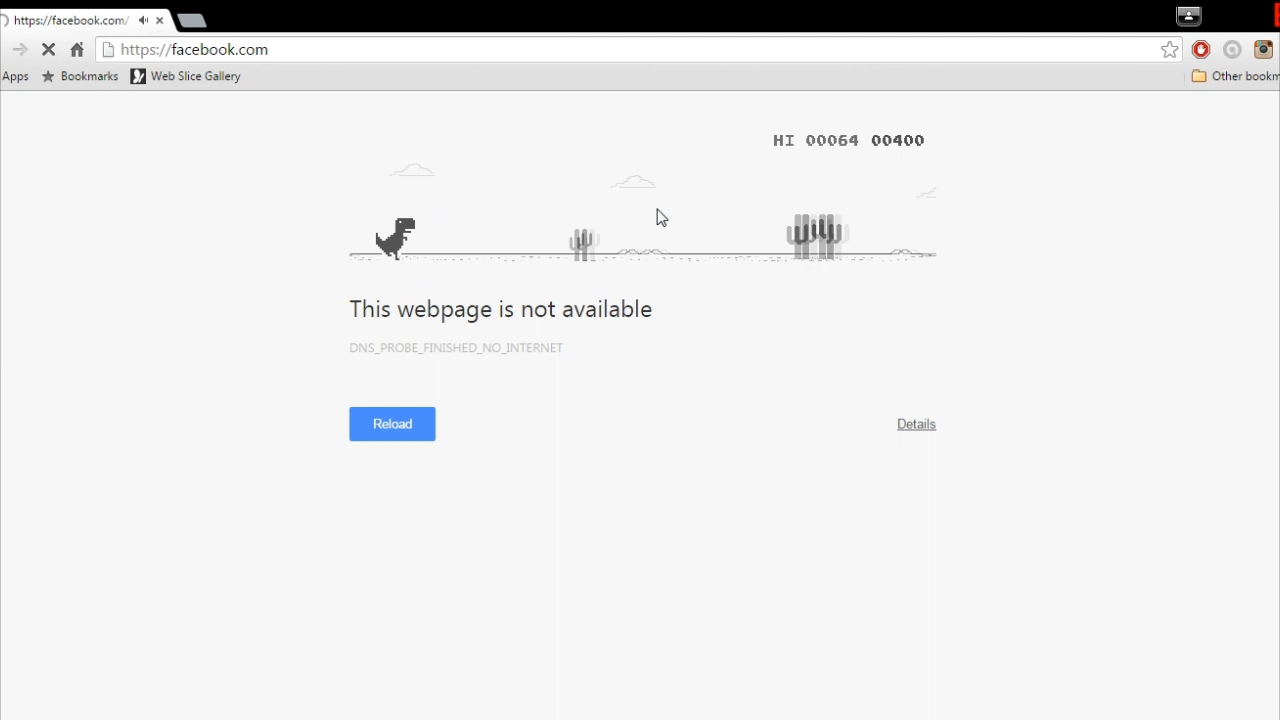 https://facebook.com/
https://facebook.com
Apps Bookmarks Web Slice Gallery Other bookm
HI 00064 00400
This webpage is not available
DNS_PROBE_FINISHED_NO_INTERNET
Reload Details